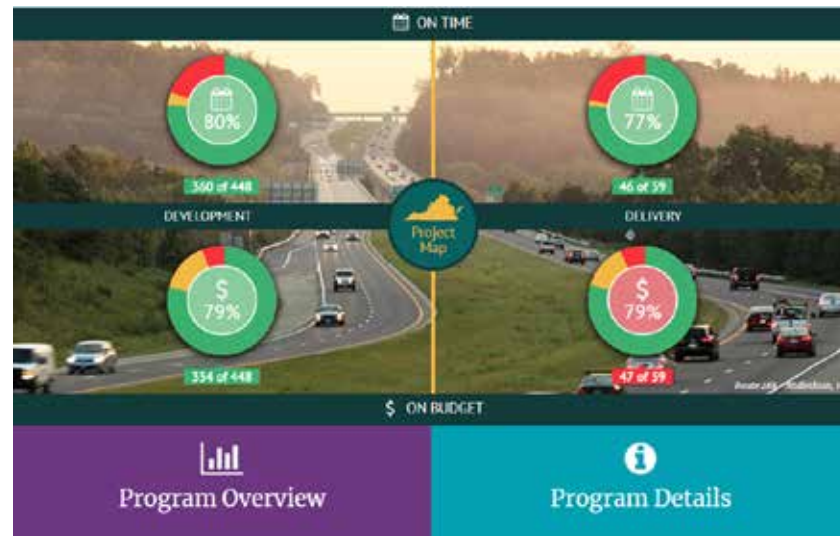 ON TIME
80%
77%
360 of 448
46 of 59
DEVELOPMENT
Project
Map
DELIVERY
$
79%
$
79%
354 of 448
47 of 59
$ ON BUDGET
Program Overview
Program Details